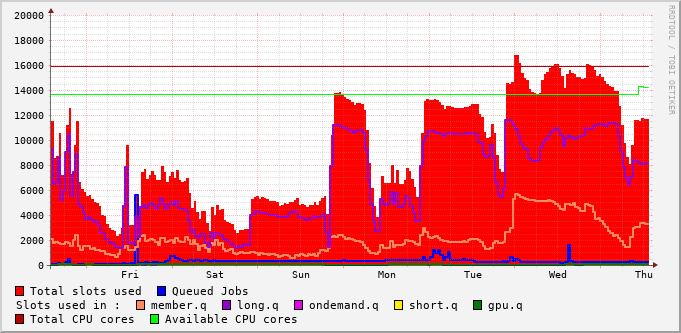 20000
18000
16000
14000
12000
10000
8000
6000
4000
2000
0
Fri Sat Sun Mon Tue Wed Thu
RRDTOOL / TOBI OETIKER
Total slots used Queued Jobs
Slots used in : member.q long.q ondemand.q short.q gpu.q
Total CPU cores Available CPU cores